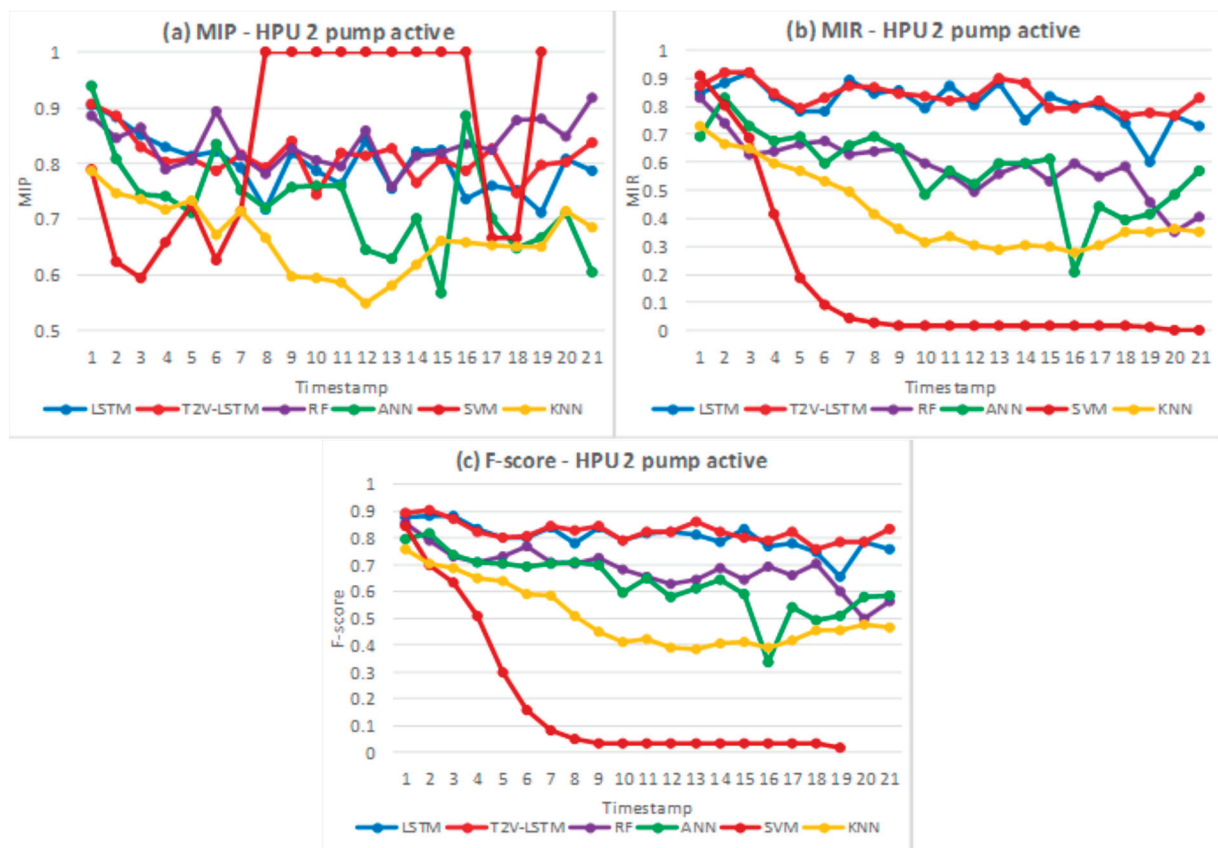 (a) MIP - HPU 2 pump active
1
0.9
0.8
0.7
0.6
0.5
MIP
1 2 3 4 5 6 7 8 9 10 11 12 13 14 15 16 17 18 19 20 21
Timestamp
LSTM T2V-LSTM RF ANN SVM KNN
(b) MIR - HPU 2 pump active
1
0.9
0.8
0.7
0.6
0.5
0.4
0.3
0.2
0.1
0
MIR
1 2 3 4 5 6 7 8 9 10 11 12 13 14 15 16 17 18 19 20 21
Timestamp
LSTM T2V-LSTM RF ANN SVM KNN
(c) F-score - HPU 2 pump active
1
0.9
0.8
0.7
0.6
0.5
0.4
0.3
0.2
0.1
0
F-score
1 2 3 4 5 6 7 8 9 10 11 12 13 14 15 16 17 18 19 20 21
Timestamp
LSTM T2V-LSTM RF ANN SVM KNN